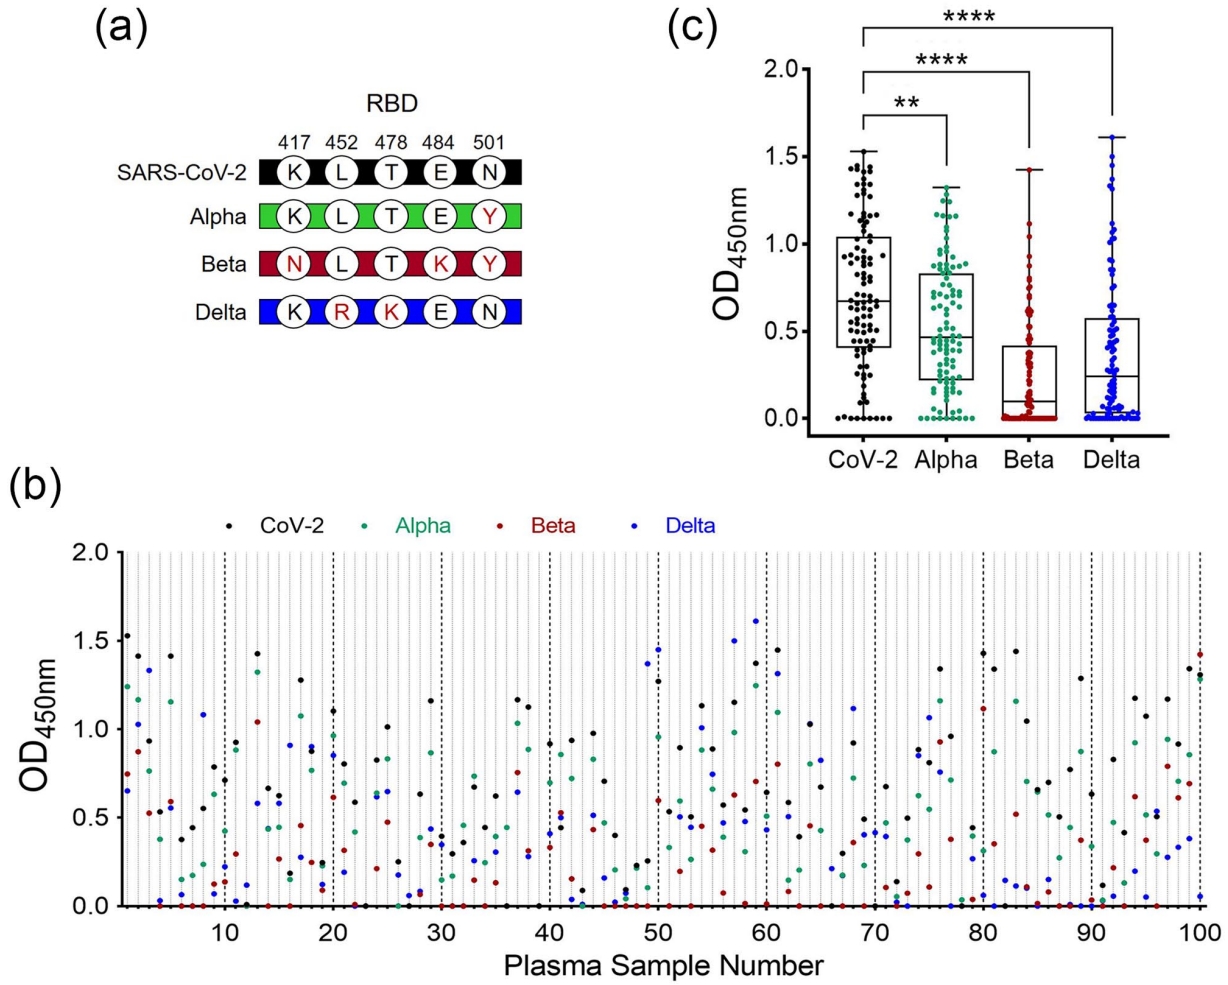 (a)
RBD
417 452 478 484 501
SARS-CoV-2 K L T E N
Alpha K L T E Y
Beta N L T K Y
Delta K R K E N
(c)
****
****
**
2.0
1.5
1.0
0.5
0.0
OD450nm
CoV-2 Alpha Beta Delta
(b)
CoV-2 Alpha Beta Delta
2.0
1.5
1.0
0.5
0.0
OD450nm
10 20 30 40 50 60 70 80 90 100
Plasma Sample Number